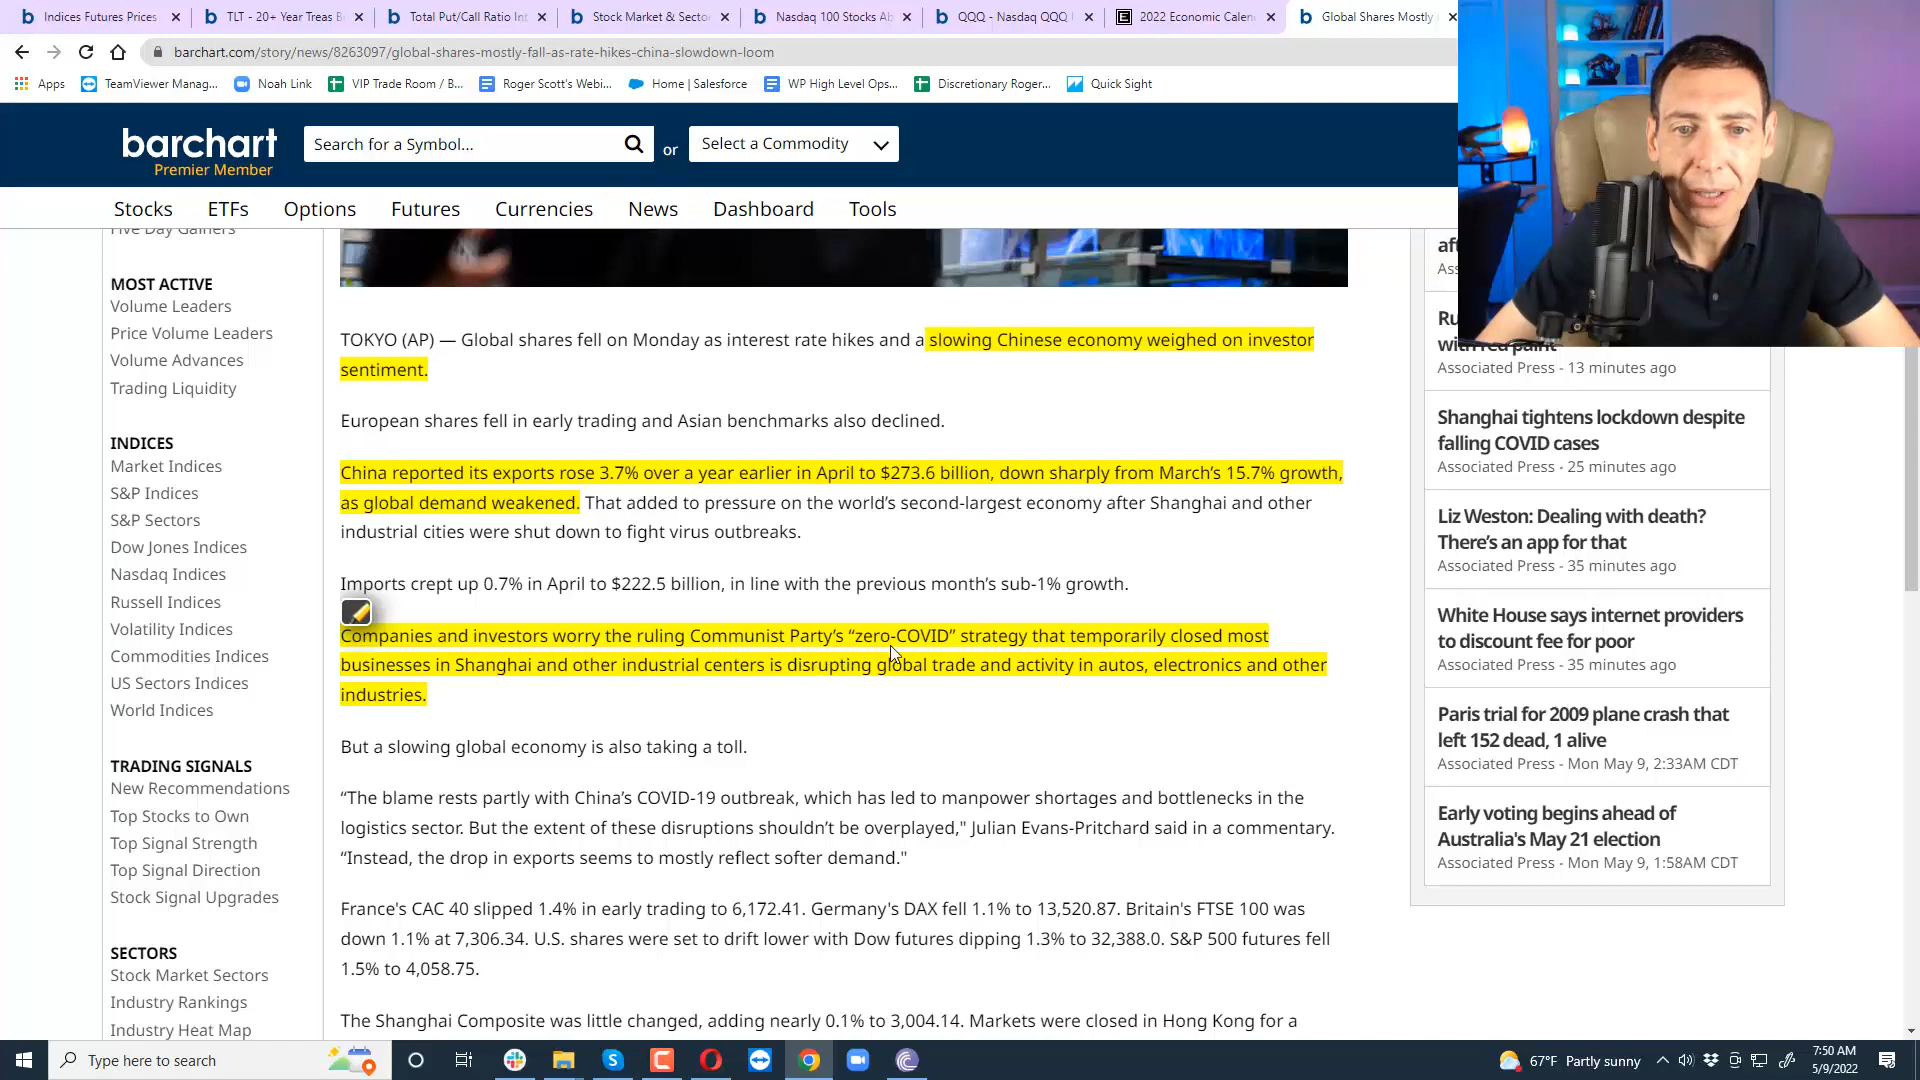 Indices Futures Prices
TLT - 20+ Year Treas B
Total Put/Call Ratio Int
Stock Market & Secto
Nasdaq 100 Stocks Ab
QQQ - Nasdaq QQQ
2022 Economic Calen
Global Shares Mostly
barchart.com/story/news/8263097/global-shares-mostly-fall-as-rate-hikes-china-slowdown-loom
Apps
TeamViewer Manag...
Noah Link
VIP Trade Room / B...
Roger Scott's Webi...
Home | Salesforce
WP High Level Ops...
Discretionary Roger...
Quick Sight
barchart
Premier Member
Search for a Symbol...
or
Select a Commodity
Stocks
ETFs
Options
Futures
Currencies
News
Dashboard
Tools
Five Day Gainers
MOST ACTIVE
Volume Leaders
Price Volume Leaders
Volume Advances
Trading Liquidity
INDICES
Market Indices
S&P Indices
S&P Sectors
Dow Jones Indices
Nasdaq Indices
Russell Indices
Volatility Indices
Commodities Indices
US Sectors Indices
World Indices
TRADING SIGNALS
New Recommendations
Top Stocks to Own
Top Signal Strength
Top Signal Direction
Stock Signal Upgrades
SECTORS
Stock Market Sectors
Industry Rankings
Industry Heat Map
TOKYO (AP) — Global shares fell on Monday as interest rate hikes and a slowing Chinese economy weighed on investor
sentiment.
European shares fell in early trading and Asian benchmarks also declined.
China reported its exports rose 3.7% over a year earlier in April to $273.6 billion, down sharply from March's 15.7% growth,
as global demand weakened. That added to pressure on the world's second-largest economy after Shanghai and other
industrial cities were shut down to fight virus outbreaks.
Imports crept up 0.7% in April to $222.5 billion, in line with the previous month's sub-1% growth.
Companies and investors worry the ruling Communist Party's “zero-COVID” strategy that temporarily closed most
businesses in Shanghai and other industrial centers is disrupting global trade and activity in autos, electronics and other
industries.
But a slowing global economy is also taking a toll.
“The blame rests partly with China's COVID-19 outbreak, which has led to manpower shortages and bottlenecks in the
logistics sector. But the extent of these disruptions shouldn't be overplayed," Julian Evans-Pritchard said in a commentary.
“Instead, the drop in exports seems to mostly reflect softer demand."
France's CAC 40 slipped 1.4% in early trading to 6,172.41. Germany's DAX fell 1.1% to 13,520.87. Britain's FTSE 100 was
down 1.1% at 7,306.34. U.S. shares were set to drift lower with Dow futures dipping 1.3% to 32,388.0. S&P 500 futures fell
1.5% to 4,058.75.
The Shanghai Composite was little changed, adding nearly 0.1% to 3,004.14. Markets were closed in Hong Kong for a
with red paint
Associated Press - 13 minutes ago
Shanghai tightens lockdown despite
falling COVID cases
Associated Press - 25 minutes ago
Liz Weston: Dealing with death?
There's an app for that
Associated Press - 35 minutes ago
White House says internet providers
to discount fee for poor
Associated Press - 35 minutes ago
Paris trial for 2009 plane crash that
left 152 dead, 1 alive
Associated Press - Mon May 9, 2:33AM CDT
Early voting begins ahead of
Australia's May 21 election
Associated Press - Mon May 9, 1:58AM CDT
Type here to search
67°F Partly sunny
7:50 AM
5/9/2022